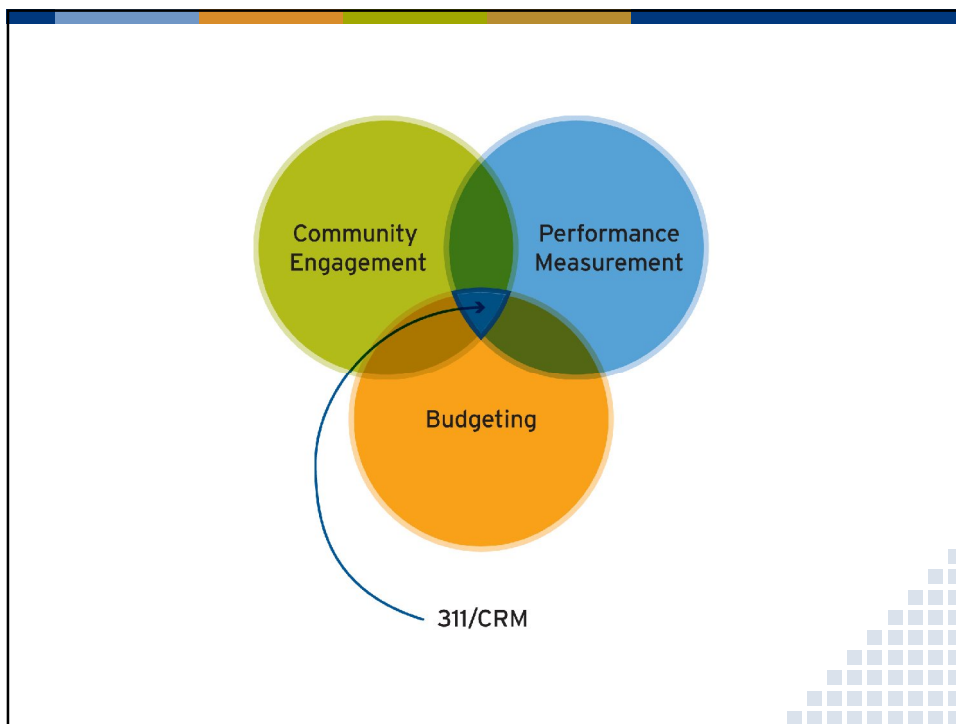 Community
Engagement
Performance
Measurement
Budgeting
311/CRM